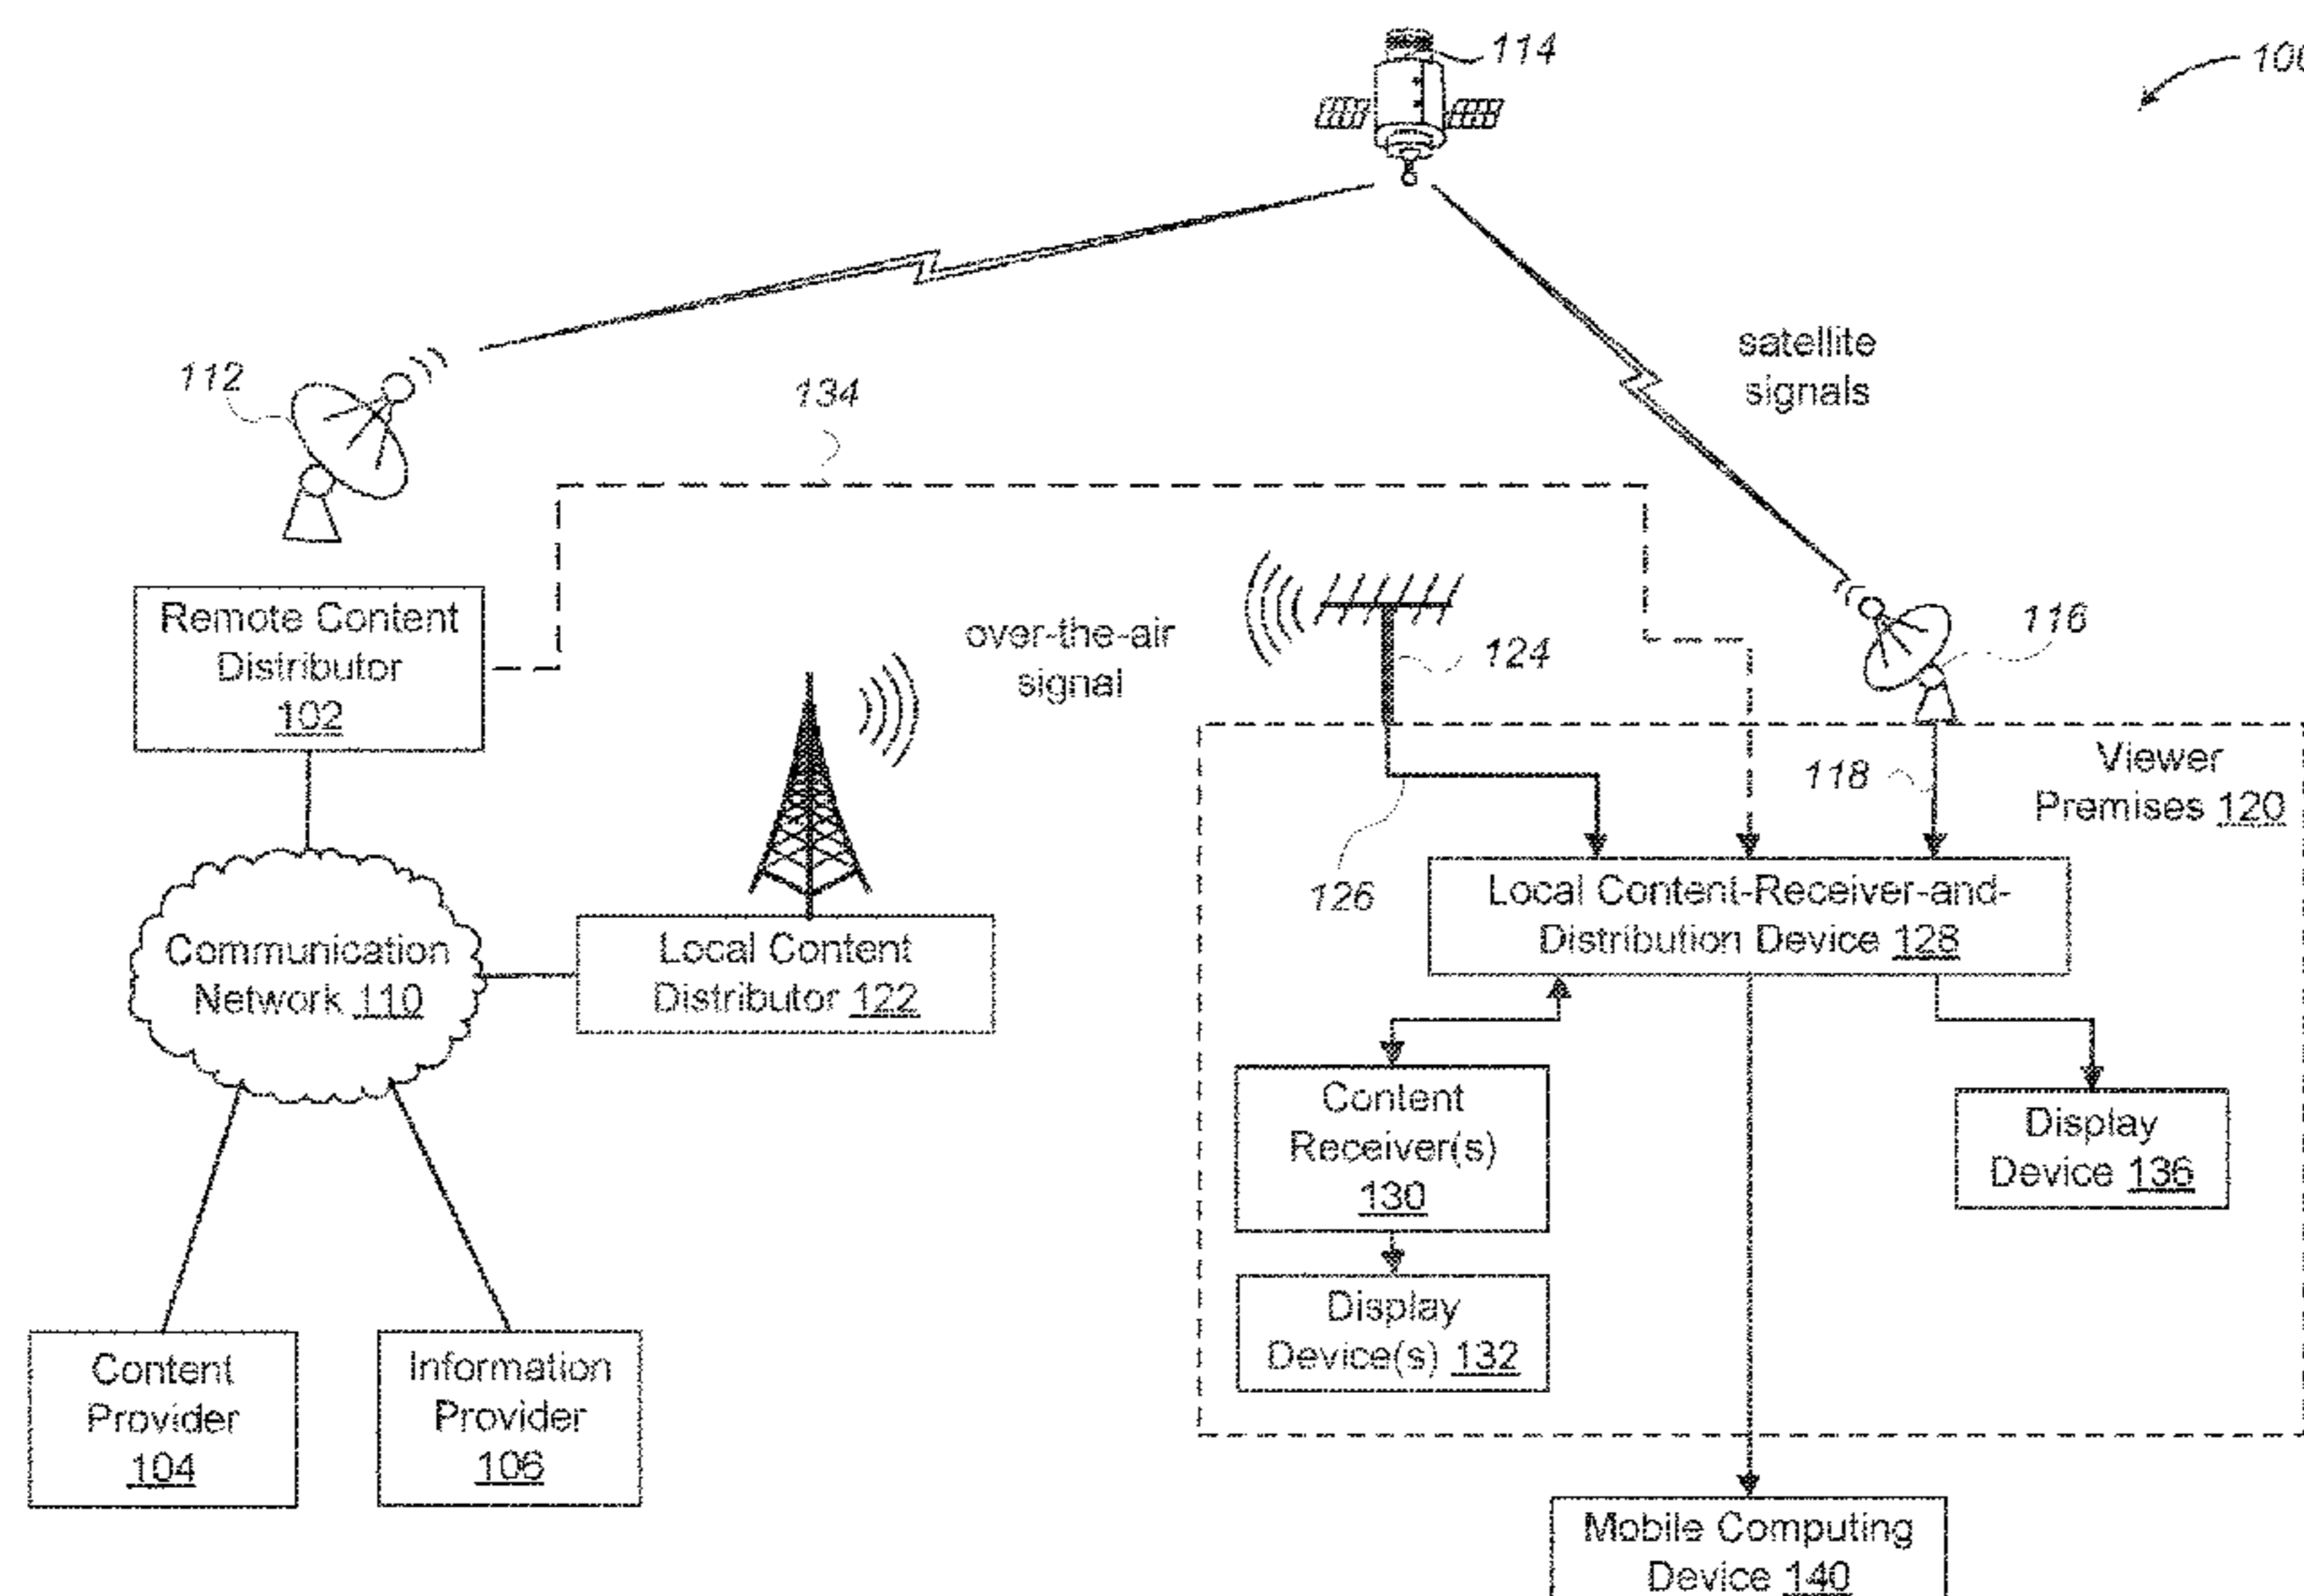 114
100
satellite
signals
112
134
Remote Content
Distributor
102
over-the-air
signal
124
116
118
Viewer
Premises 120
126
Local Content-Receiver-and-
Distribution Device 128
Communication
Network 110
Local Content
Distributor 122
Content
Receiver(s)
130
Display
Device 136
Display
Device(s) 132
Content
Provider
104
Information
Provider
106
Mobile Computing
Device 140